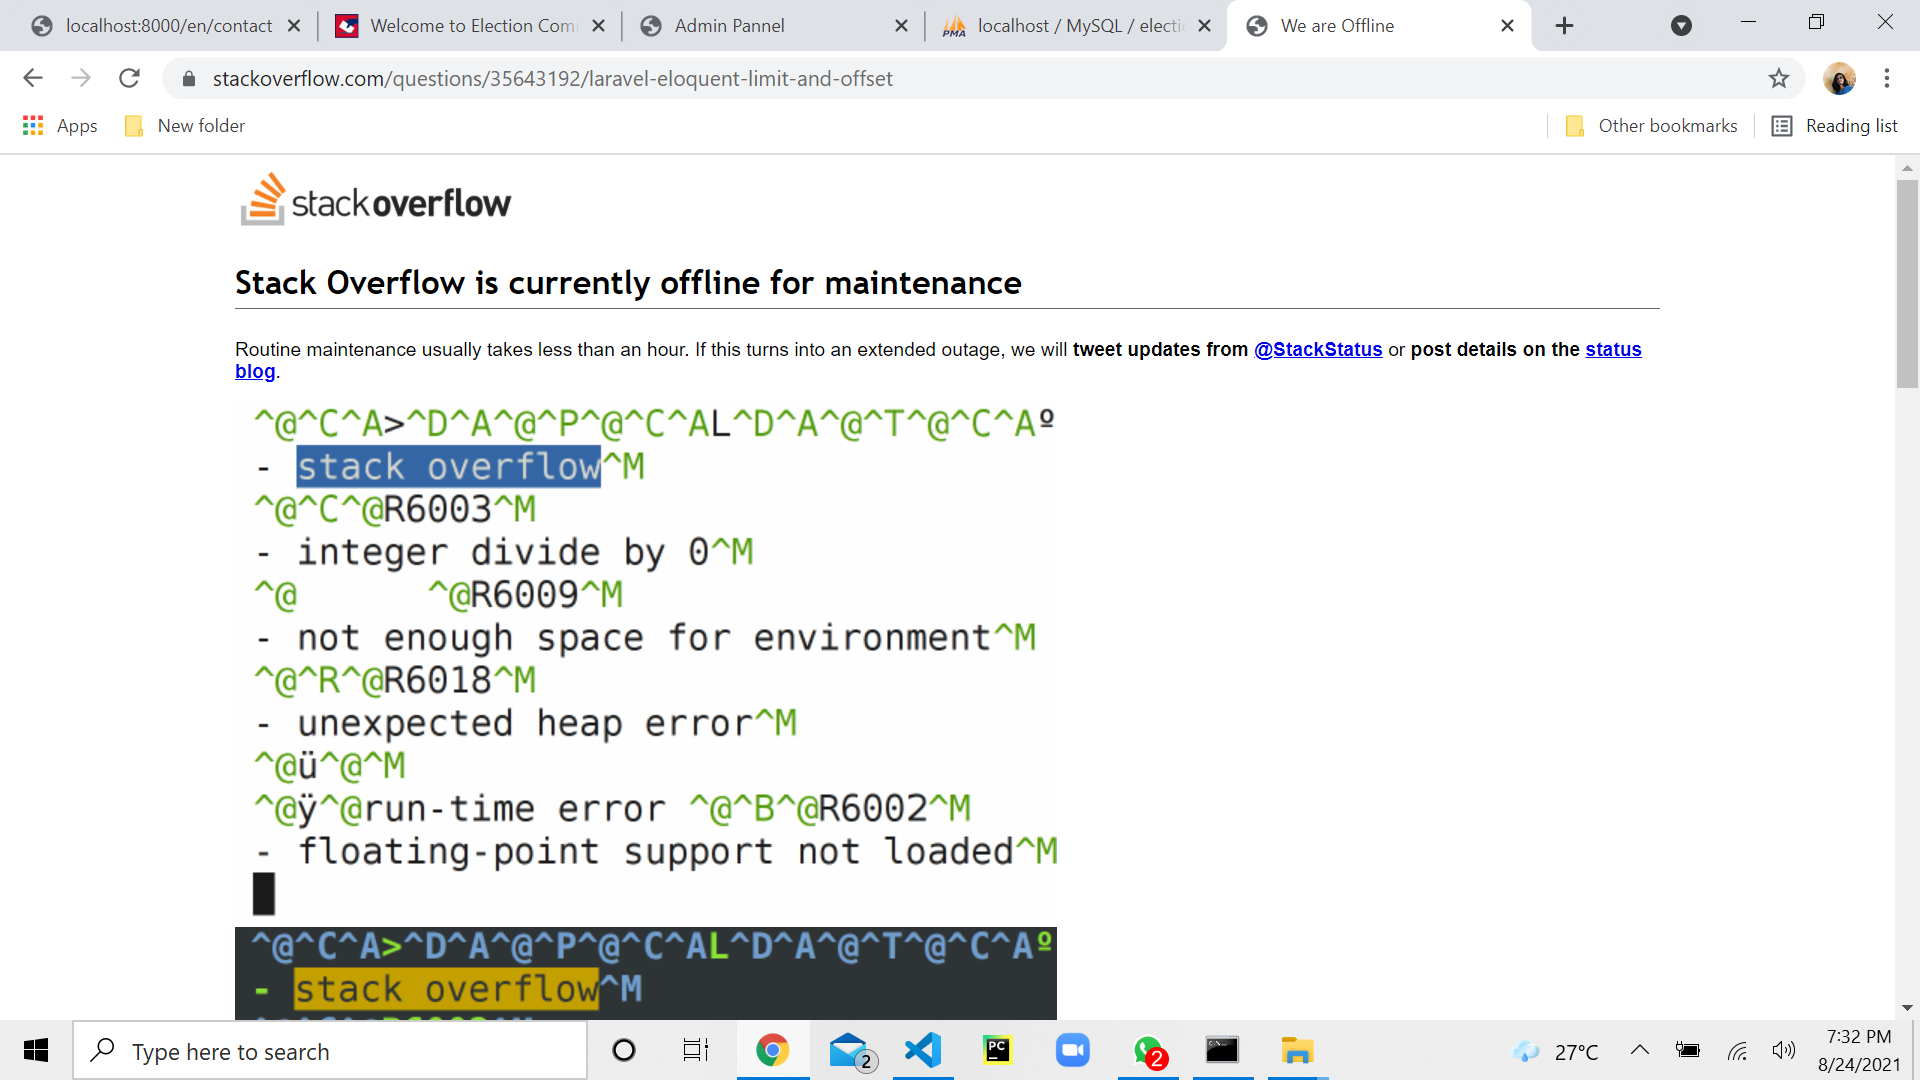 localhost:8000/en/contact
Welcome to Election Com
Admin Pannel
PMA
localhost / MySQL / electi
We are Offline
stackoverflow.com/questions/35643192/laravel-eloquent-limit-and-offset
Apps
New folder
Other bookmarks
Reading list
stackoverflow
Stack Overflow is currently offline for maintenance
Routine maintenance usually takes less than an hour. If this turns into an extended outage, we will tweet updates from @StackStatus or post details on the status
blog.
^@^C^A>^D^A^@^P^@^C^AL^D^A^@^T^@^C^Aº
- stack overflow^M
^@^C^@R6003^M
- integer divide by 0^M
^@ ^@R6009^M
- not enough space for environment^M
^@^R^@R6018^M
- unexpected heap error^M
^@ü^@^M
^@ÿ^@run-time error ^@^B^@R6002^M
- floating-point support not loaded^M
^@^C^A>^D^A^@^P^@^C^AL^D^A^@^T^@^C^Aº
- stack overflow^M
Type here to search
2
PC
2
27°C
7:32 PM
8/24/2021